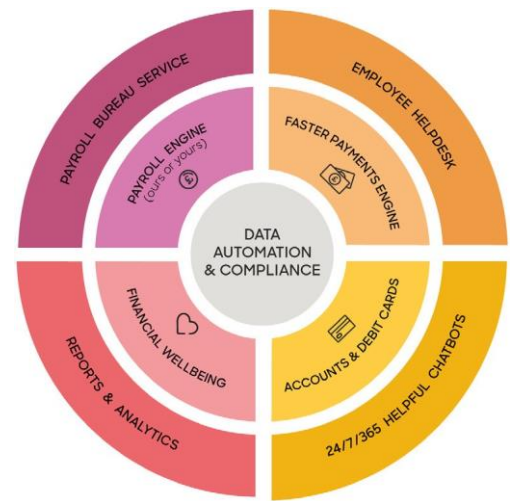 PAYROLL BUREAU SERVICE
EMPLOYEE HELPDESK
PAYROLL ENGINE
(ours or yours)
FASTER PAYMENTS ENGINE
£
£
DATA
AUTOMATION
& COMPLIANCE
FINANCIAL WELLBEING
ACCOUNTS & DEBIT CARDS
REPORTS & ANALYTICS
24/7/365 HELPFUL CHATBOTS